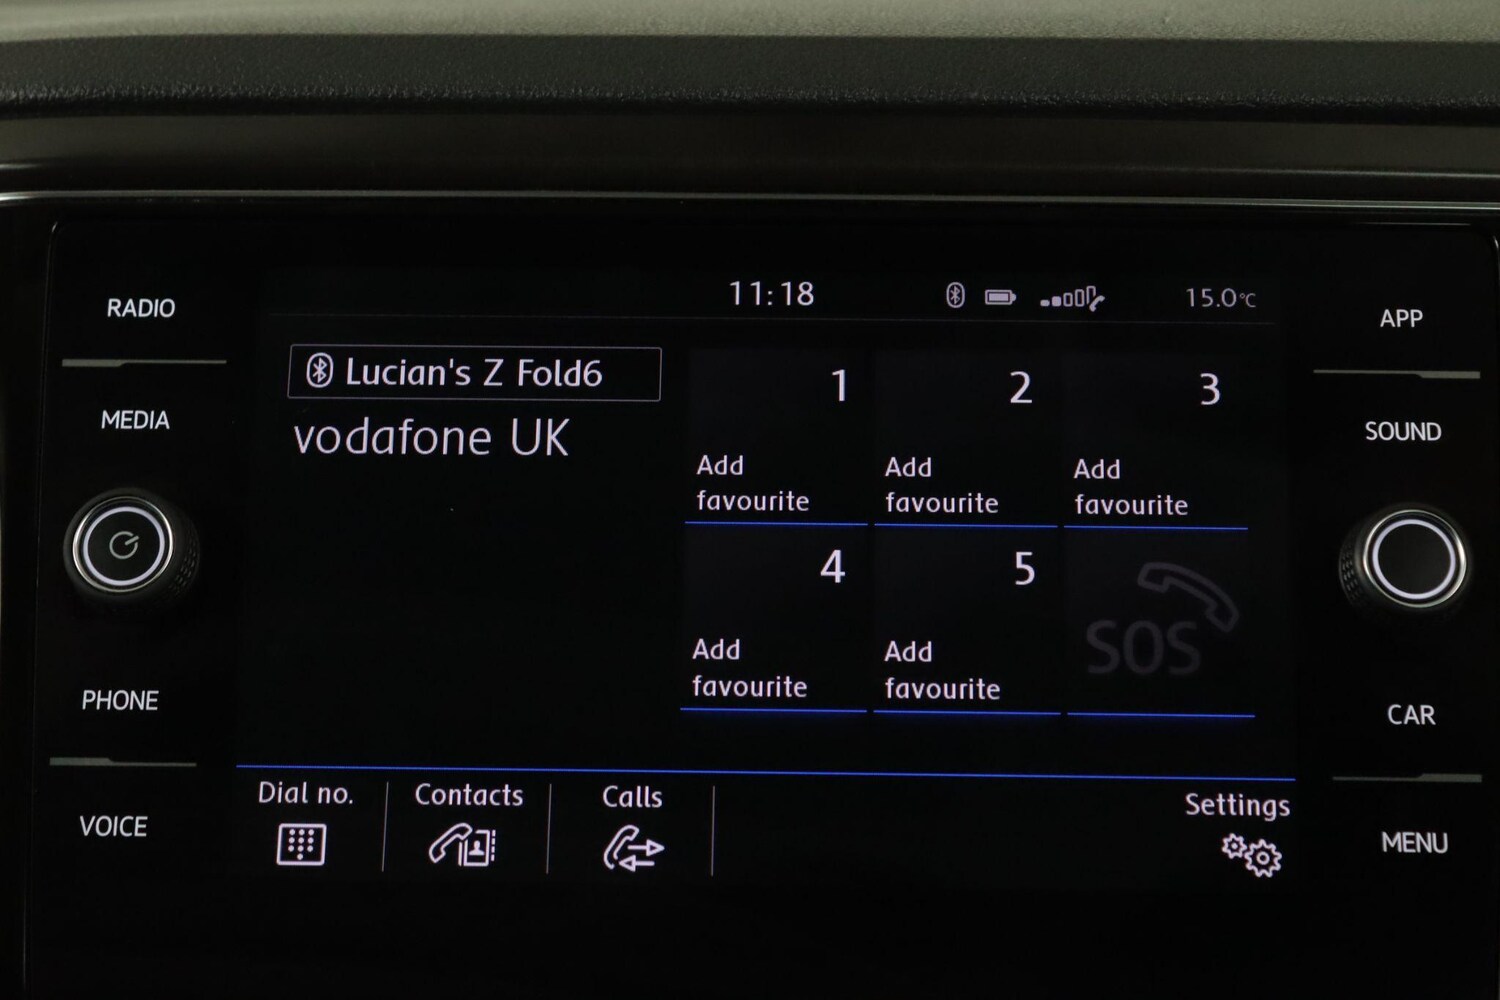 11:18
15.0°C
RADIO
MEDIA
PHONE
VOICE
Lucian's Z Fold6
vodafone UK
1
Add
favourite
2
Add
favourite
3
Add
favourite
4
Add
favourite
5
Add
favourite
SOS
Dial no.
Contacts
Calls
Settings
APP
SOUND
CAR
MENU